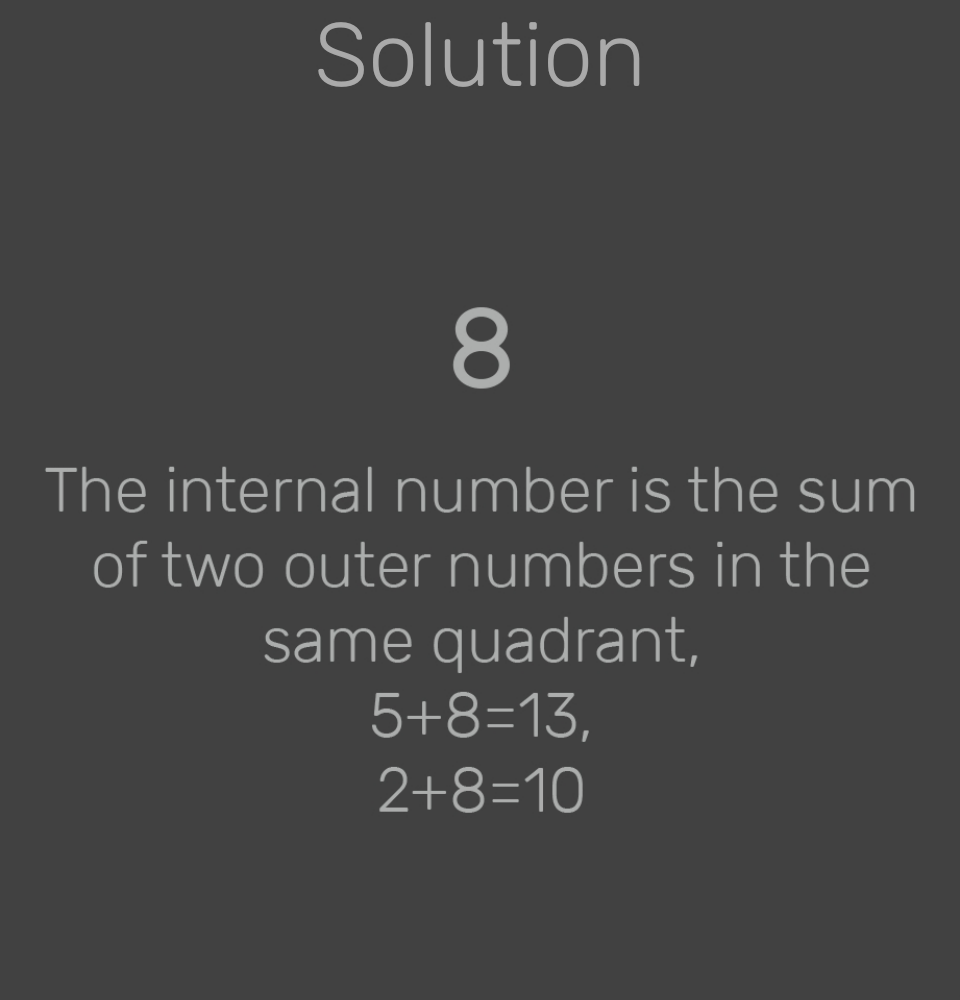 Solution
8
The internal number is the sum
of two outer numbers in the
same quadrant,
5+8=13,
2+8=10